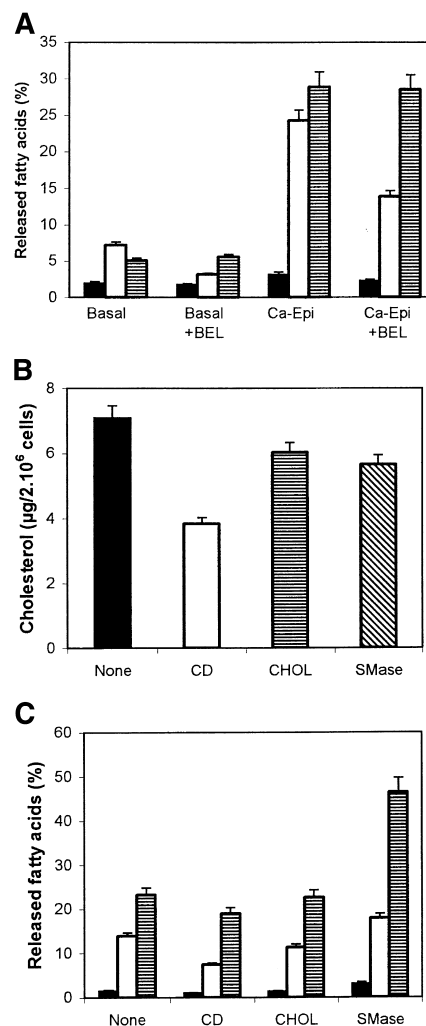 A
Released fatty acids (%)
35
30
25
20
15
10
5
0
Basal
Basal
+BEL
Ca-Epi
Ca-Epi
+BEL
B
Cholesterol (µg/2.10⁶ cells)
8
6
4
2
0
None
CD
CHOL
SMase
C
Released fatty acids (%)
60
50
40
30
20
10
0
None
CD
CHOL
SMase